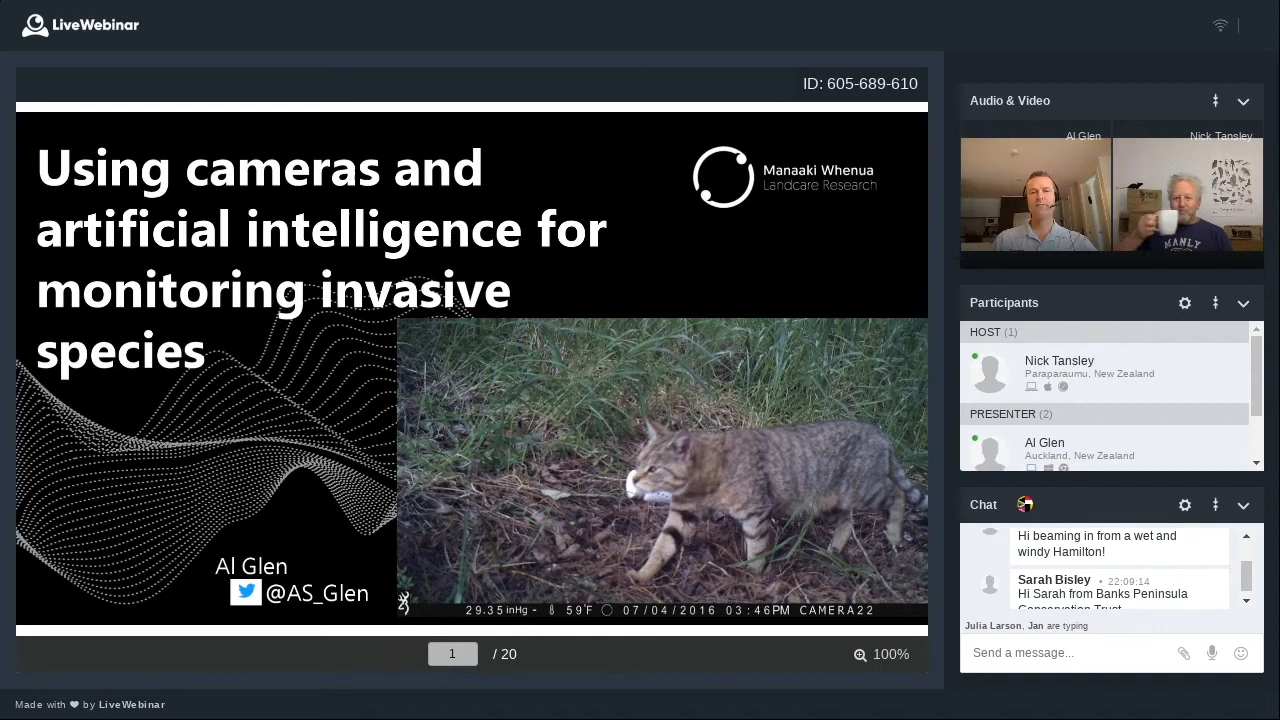 LiveWebinar
ID: 605-689-610
Using cameras and
artificial intelligence for
monitoring invasive
species
Manaaki Whenua
Landcare Research
Al Glen
@AS_Glen
29.35inHg - 59°F 07/04/2016 03:46PM CAMERA22
1 / 20
100%
Made with by LiveWebinar
Audio & Video
Al Glen
Nick Tansley
MANLY
Participants
HOST (1)
Nick Tansley
Paraparaumu, New Zealand
PRESENTER (2)
Al Glen
Auckland, New Zealand
Chat
Hi beaming in from a wet and
windy Hamilton!
Sarah Bisley • 22:09:14
Hi Sarah from Banks Peninsula
Conservation Trust
Julia Larson, Jan are typing
Send a message...